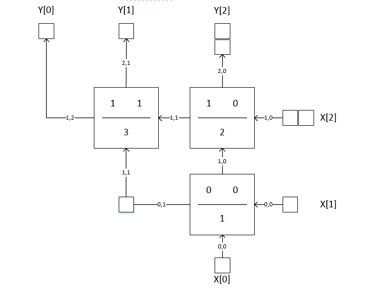 Y[0] Y[1] Y[2]
2,1 2,0
1 1 1 0
1,2 1,1 1,0 X[2]
3 2
1,1 1,0
0 0
0,1 0,0 X[1]
1
0,0
X[0]